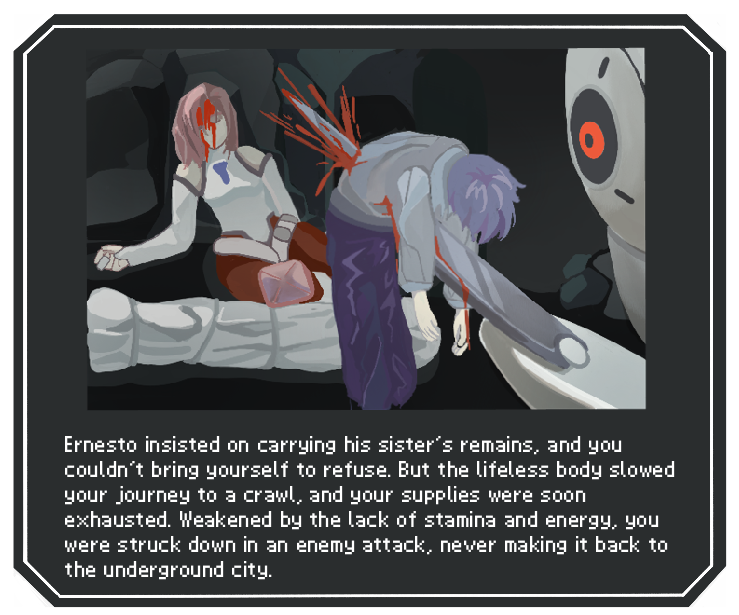 Ernesto insisted on carrying his sister's remains, and you
couldn't bring yourself to refuse. But the lifeless body slowed
your journey to a crawl, and your supplies were soon
exhausted. Weakened by the lack of stamina and energy, you
were struck down in an enemy attack, never making it back to
the underground city.